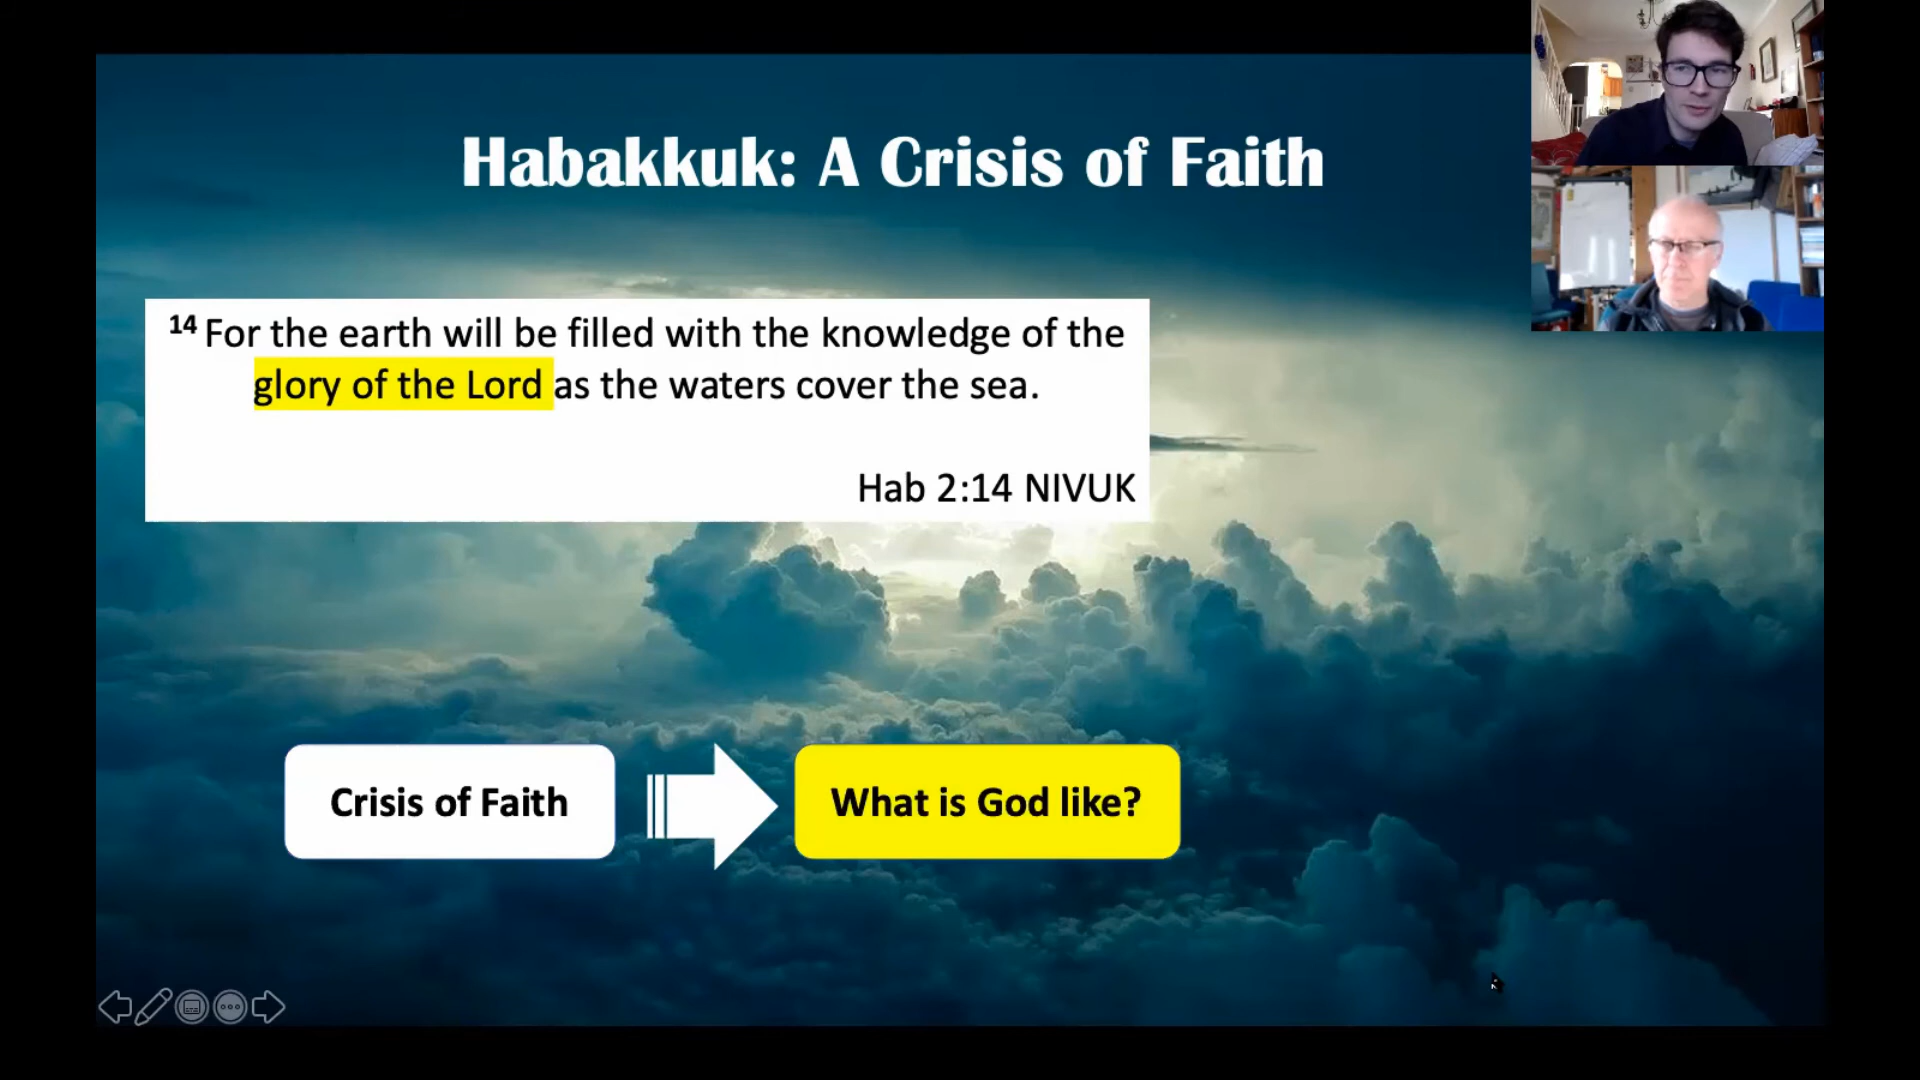 Habakkuk: A Crisis of Faith
14 For the earth will be filled with the knowledge of the
glory of the Lord as the waters cover the sea.
Hab 2:14 NIVUK
Crisis of Faith
What is God like?